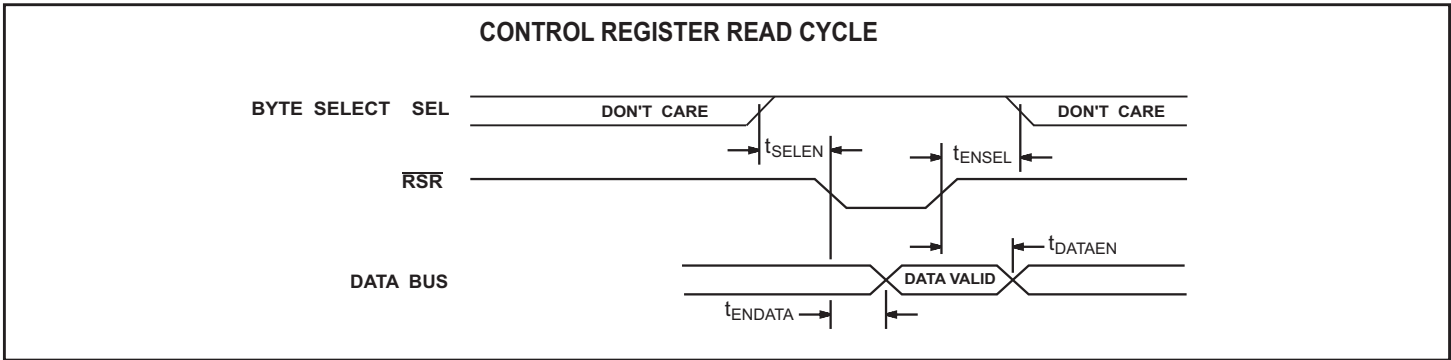 CONTROL REGISTER READ CYCLE
BYTE SELECT SEL
DON'T CARE
DON'T CARE
tSELEN
tENSEL
RSR
tDATAEN
DATA BUS
DATA VALID
tENDATA